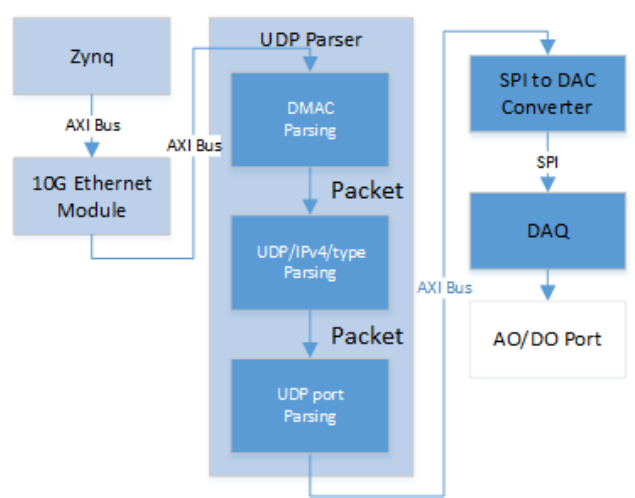 Zynq
AXI Bus
10G Ethernet
Module
AXI Bus
UDP Parser
DMAC
Parsing
Packet
UDP/IPv4/type
Parsing
Packet
UDP port
Parsing
AXI Bus
SPI to DAC
Converter
SPI
DAQ
AO/DO Port